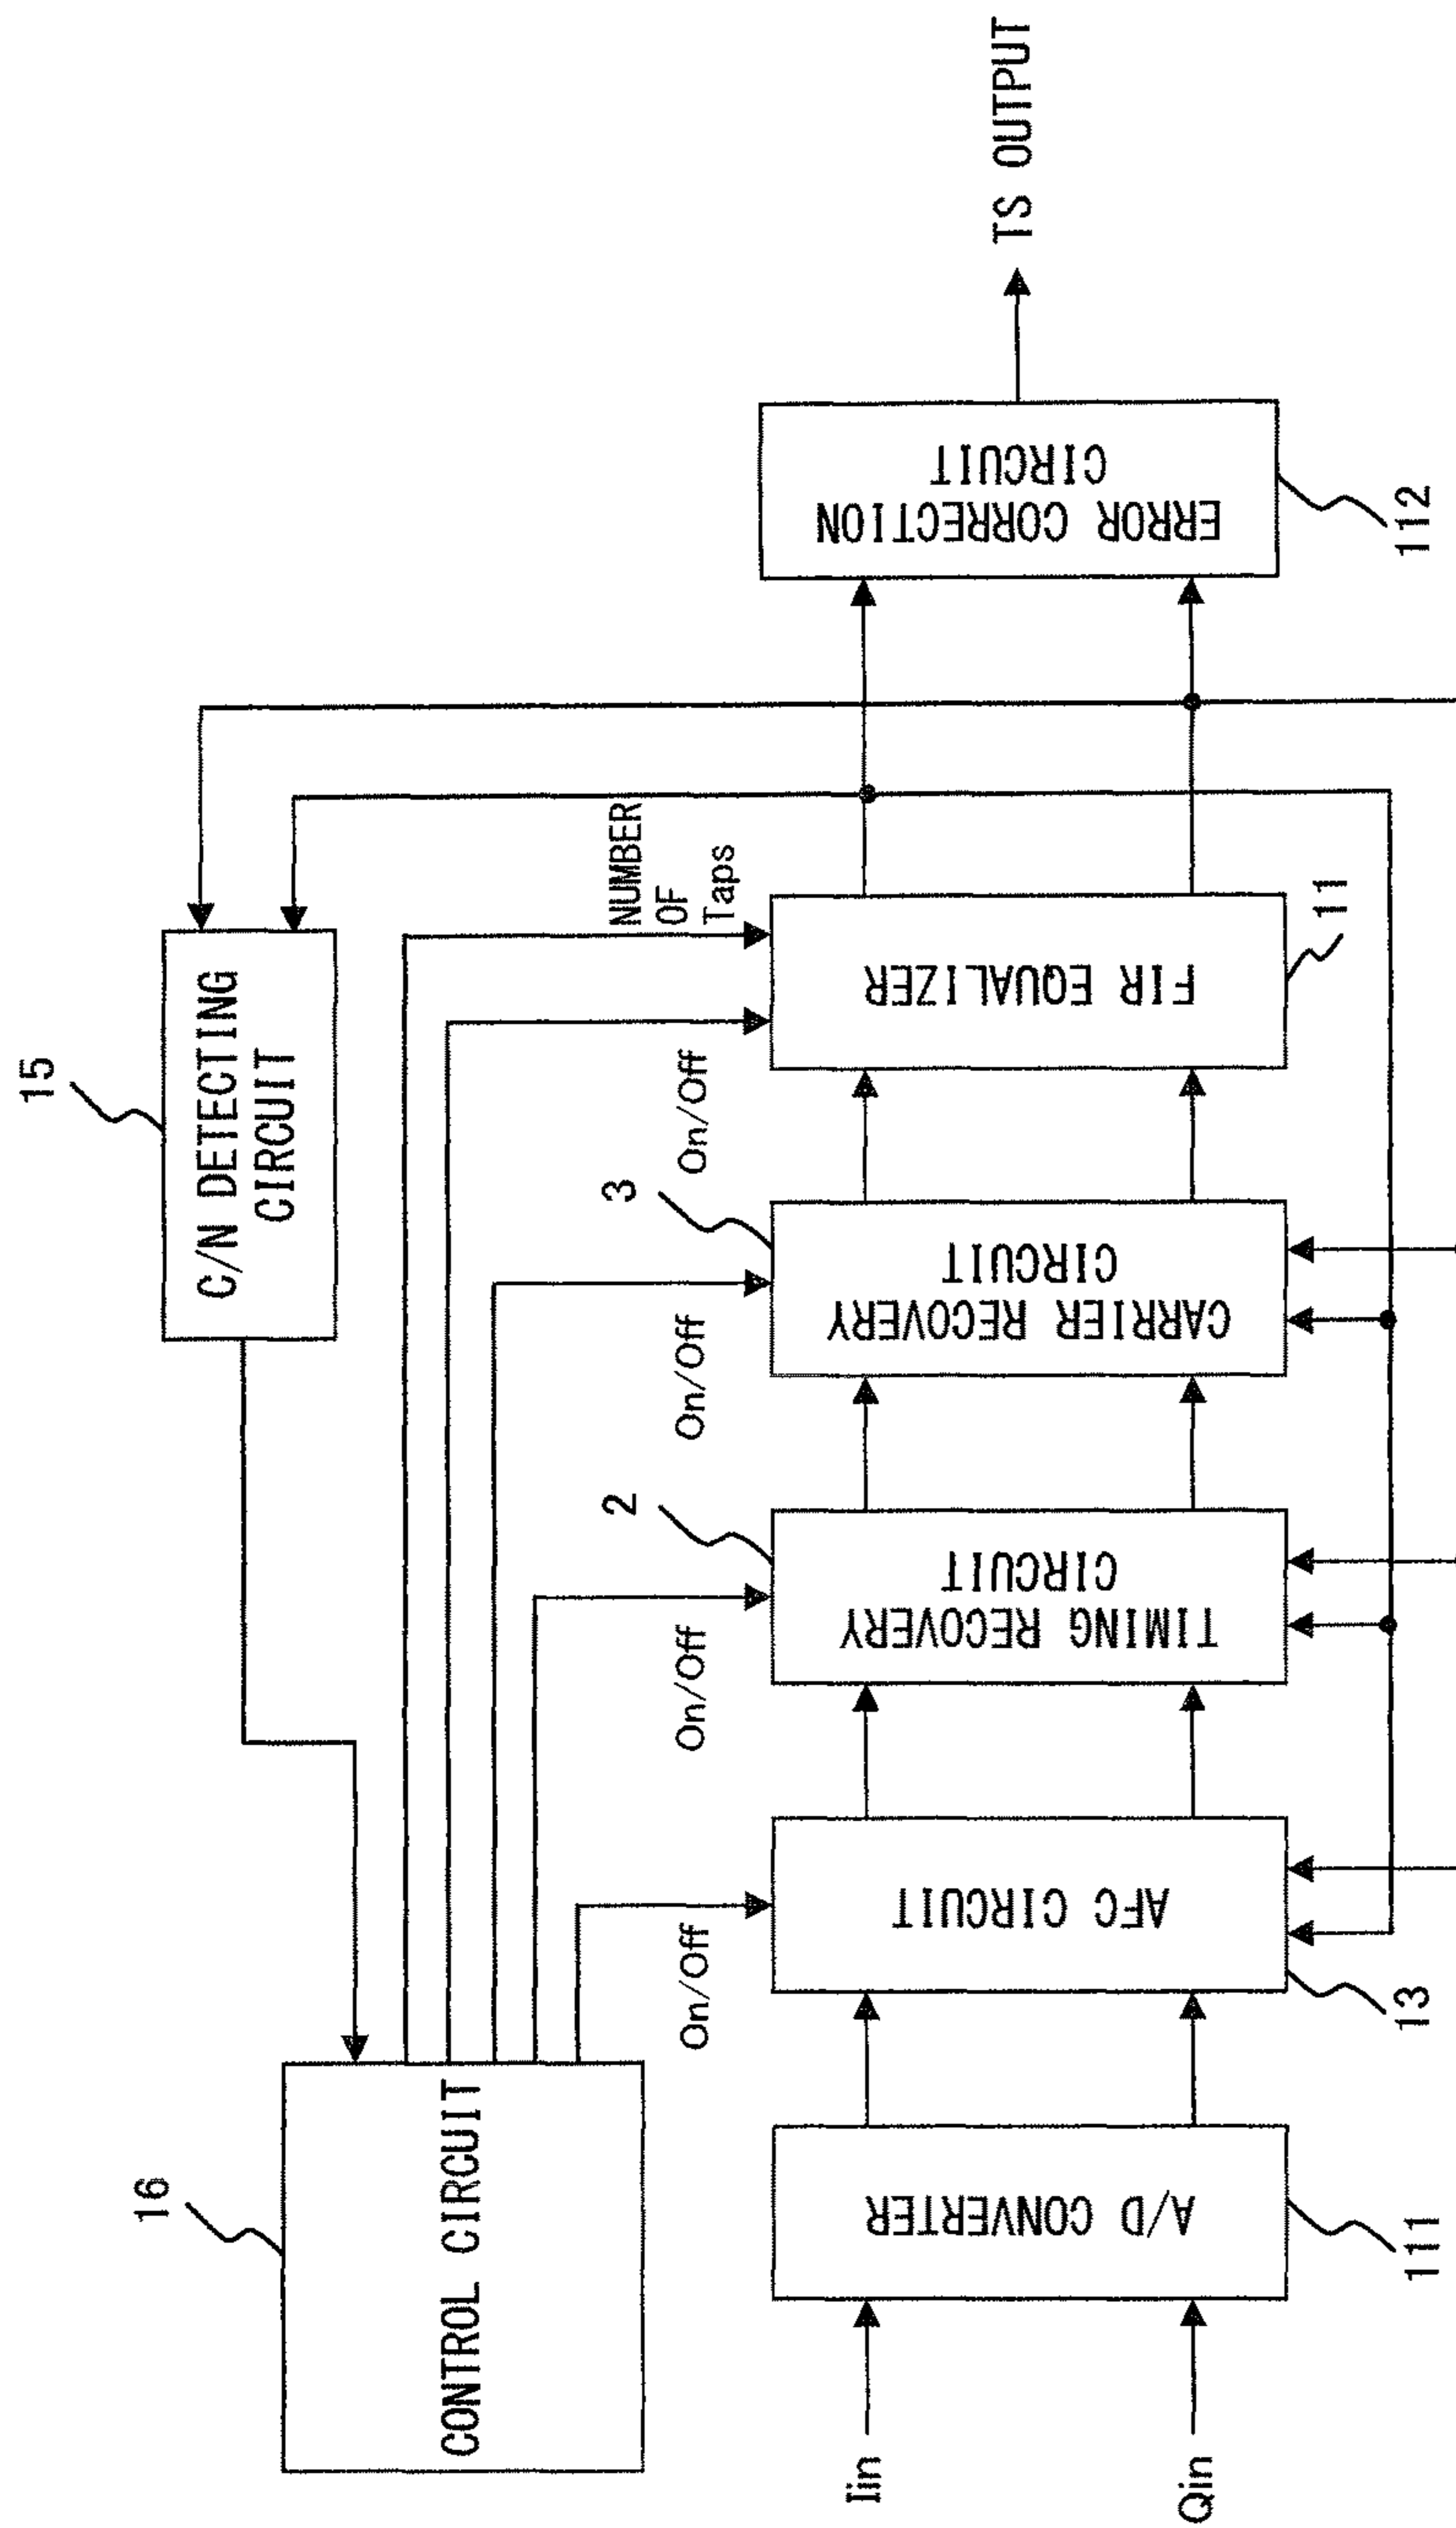 15
C/N DETECTING
CIRCUIT
16
CONTROL CIRCUIT
NUMBER
OF
Taps
On/Off
On/Off
On/Off
On/Off
Iin
Qin
A/D CONVERTER
111
AFC CIRCUIT
13
TIMING RECOVERY
CIRCUIT
2
CARRIER RECOVERY
CIRCUIT
3
FIR EQUALIZER
11
ERROR CORRECTION
CIRCUIT
112
TS OUTPUT